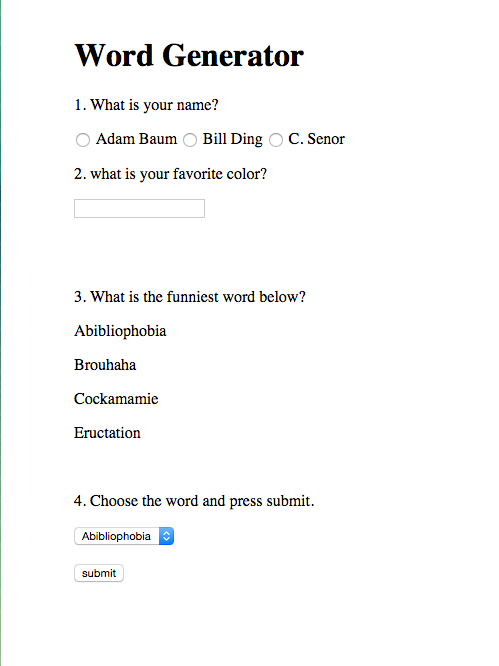 Word Generator
1. What is your name?
Adam Baum Bill Ding C. Senor
2. what is your favorite color?
3. What is the funniest word below?
Abibliophobia
Brouhaha
Cockamamie
Eructation
4. Choose the word and press submit.
Abibliophobia
submit